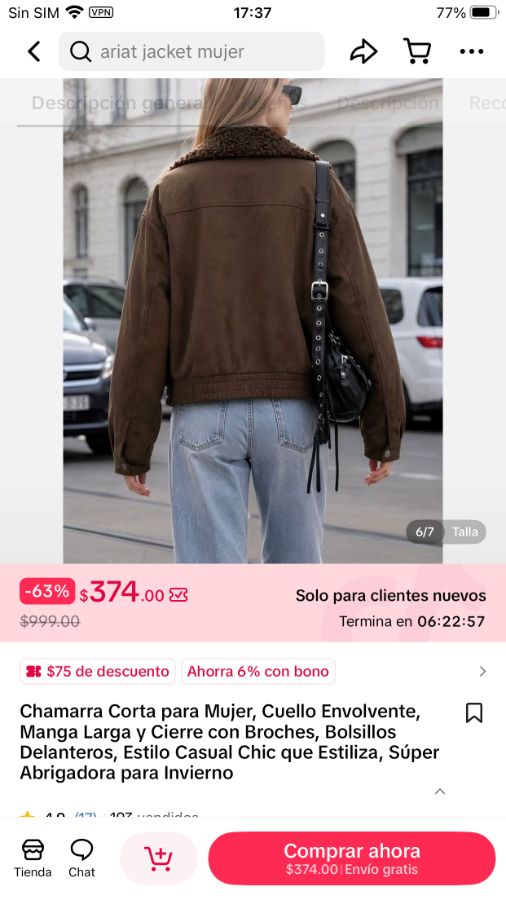 Sin SIM VPN 17:37 77%
ariat jacket mujer
Descripción general Descripción
6/7 Talla
-63% $374.00 Solo para clientes nuevos
$999.00 Termina en 06:22:57
$75 de descuento Ahorra 6% con bono
Chamarra Corta para Mujer, Cuello Envolvente,
Manga Larga y Cierre con Broches, Bolsillos
Delanteros, Estilo Casual Chic que Estiliza, Súper
Abrigadora para Invierno
Comprar ahora
Tienda Chat $374.00 | Envío gratis